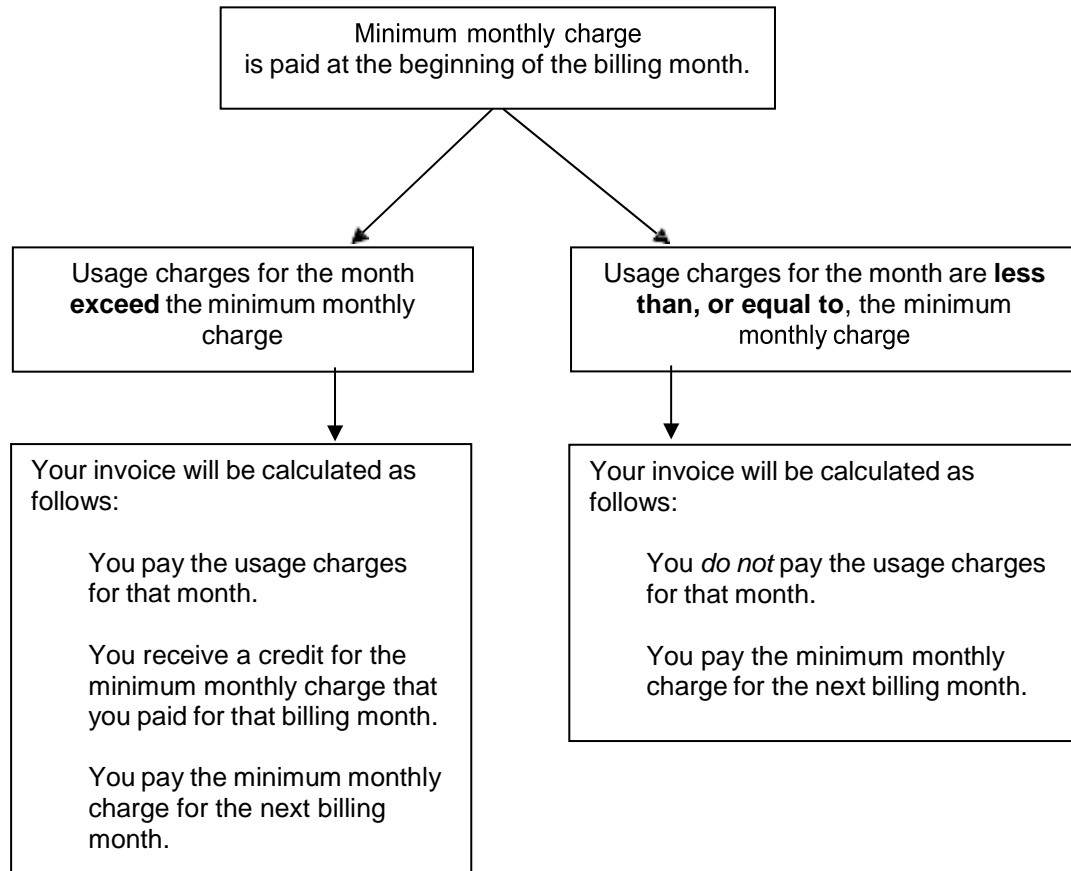 Minimum monthly charge
is paid at the beginning of the billing month.
Usage charges for the month
exceed the minimum monthly
charge
Usage charges for the month are less
than, or equal to, the minimum
monthly charge
Your invoice will be calculated as
follows:
You pay the usage charges
for that month.
You receive a credit for the
minimum monthly charge that
you paid for that billing month.
You pay the minimum monthly
charge for the next billing
month.
Your invoice will be calculated as
follows:
You do not pay the usage charges
for that month.
You pay the minimum monthly
charge for the next billing month.